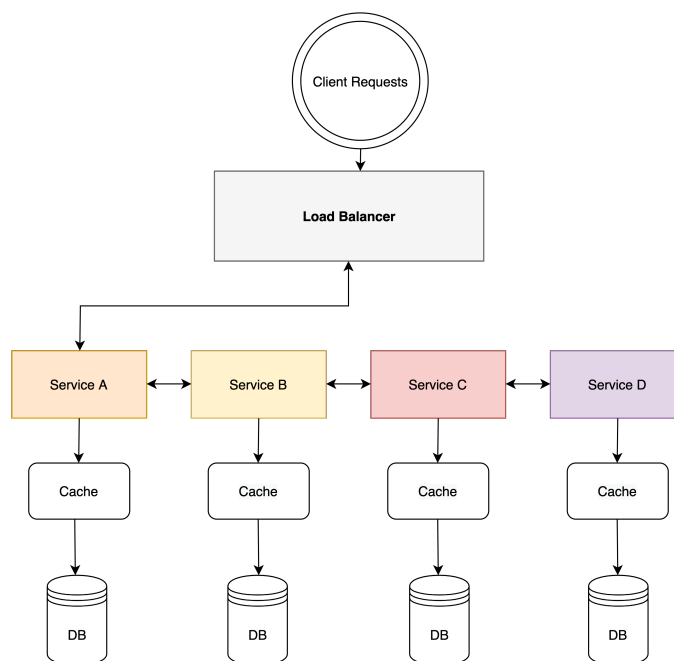 Client Requests
Load Balancer
Service A
Service B
Service C
Service D
Cache
Cache
Cache
Cache
DB
DB
DB
DB